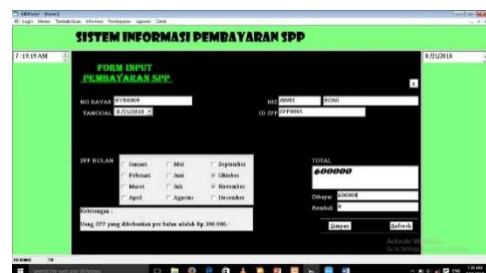 SISTEM INFORMASI PEMBAYARAN SPP
7:19:19 AM
8/21/2018
FORM INPUT
PEMBAYARAN SPP
NO BAYAR
NIS
TANGGAL 8/21/2018
ID SPP SPP0001
SPP BULAN
Januari Mei September
Februari Juni Oktober
Maret Juli November
April Agustus Desember
TOTAL
600000
Dibayar 600000
Kembali 0
Keterangan :
Uang SPP yang dibebankan per bulan adalah Rp 200.000,-
Simpan Refresh